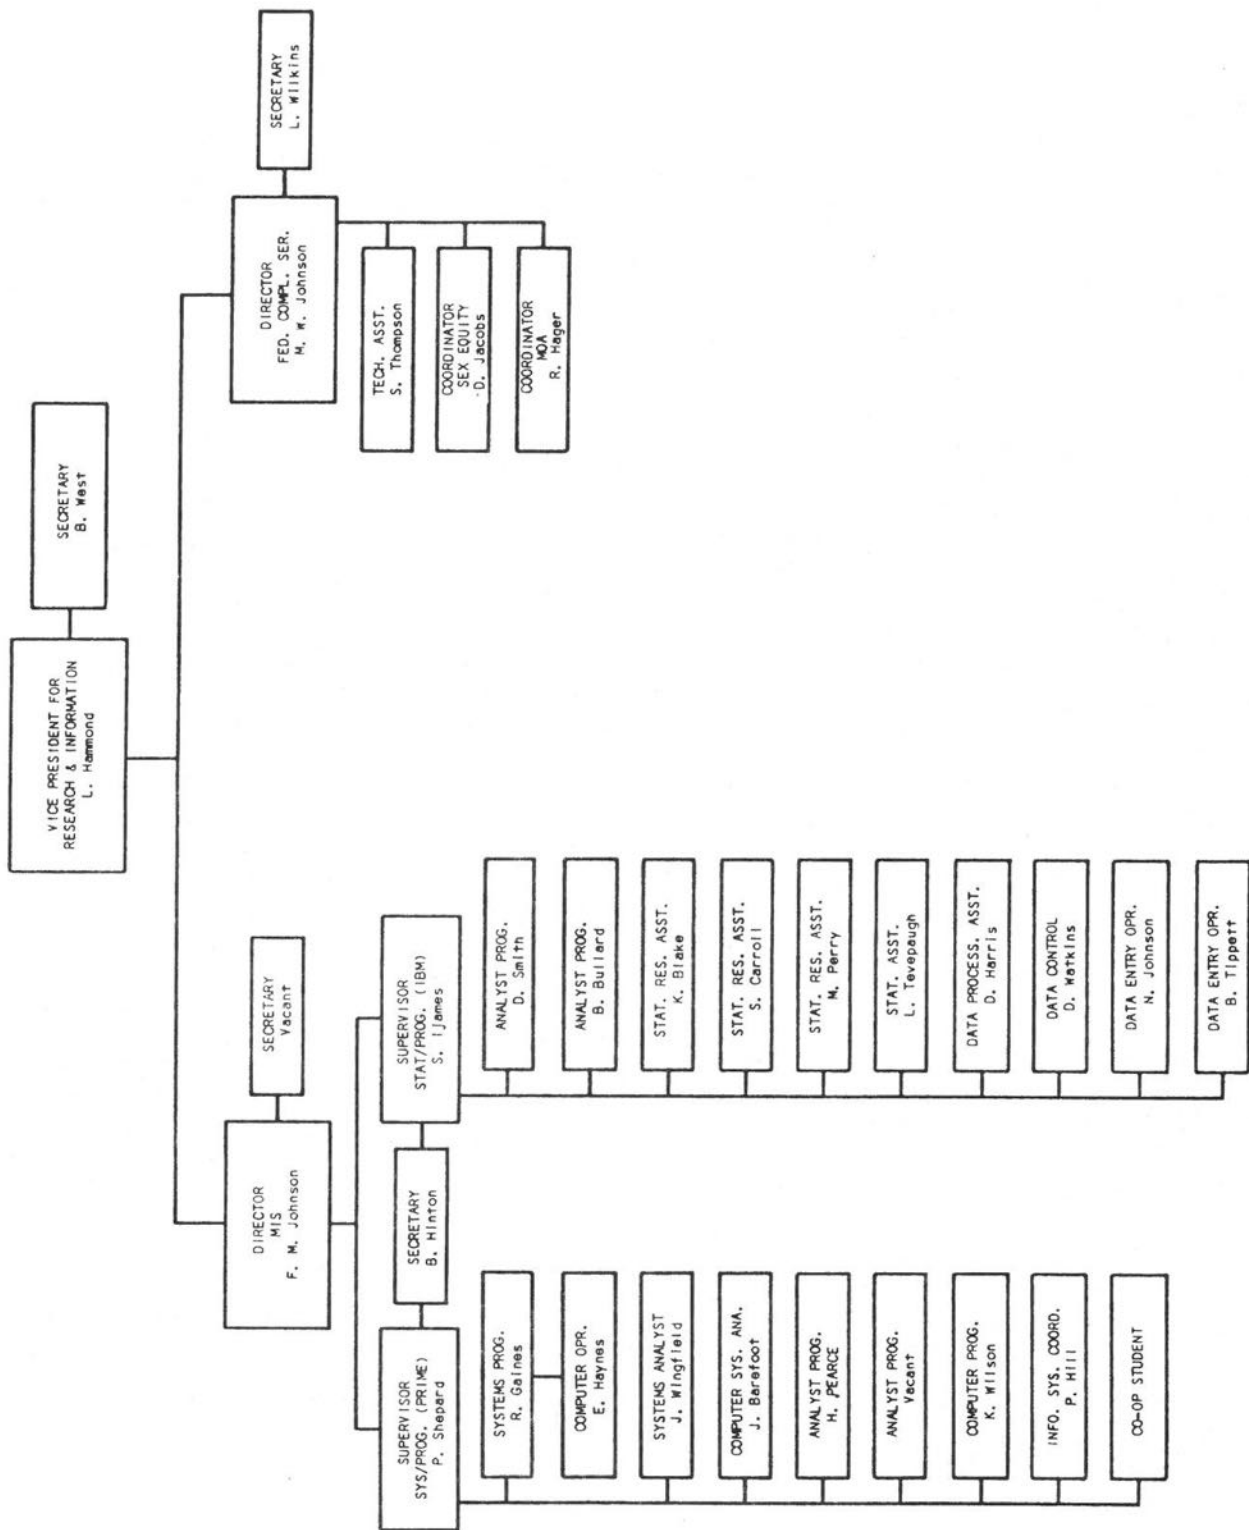 VICE PRESIDENT FOR
RESEARCH & INFORMATION
L. Hammond
SECRETARY
B. West
DIRECTOR
MIS
F. M. Johnson
SECRETARY
Vacant
DIRECTOR
FED. COMPL. SER.
M. W. Johnson
SECRETARY
L. Wilkins
SUPERVISOR
SYS/PROG. (PRIME)
P. Shepard
SECRETARY
B. Hinton
SUPERVISOR
STAT/PROG. (IBM)
S. Ijames
SYSTEMS PROG.
R. Gaines
COMPUTER OPR.
E. Haynes
SYSTEMS ANALYST
J. Wingfield
COMPUTER SYS. ANA.
J. Barefoot
ANALYST PROG.
H. PEARCE
ANALYST PROG.
Vacant
COMPUTER PROG.
K. Wilson
INFO. SYS. COORD.
P. Hill
CO-OP STUDENT
ANALYST PROG.
D. Smith
ANALYST PROG.
B. Bullard
STAT. RES. ASST.
K. Blake
STAT. RES. ASST.
S. Carroll
STAT. RES. ASST.
M. Perry
STAT. ASST.
L. Tevepaugh
DATA PROCESS. ASST.
D. Harris
DATA CONTROL
D. Watkins
DATA ENTRY OPR.
N. Johnson
DATA ENTRY OPR.
B. Tippett
TECH. ASST.
S. Thompson
COORDINATOR
SEX EQUITY
D. Jacobs
COORDINATOR
MOA
R. Hager